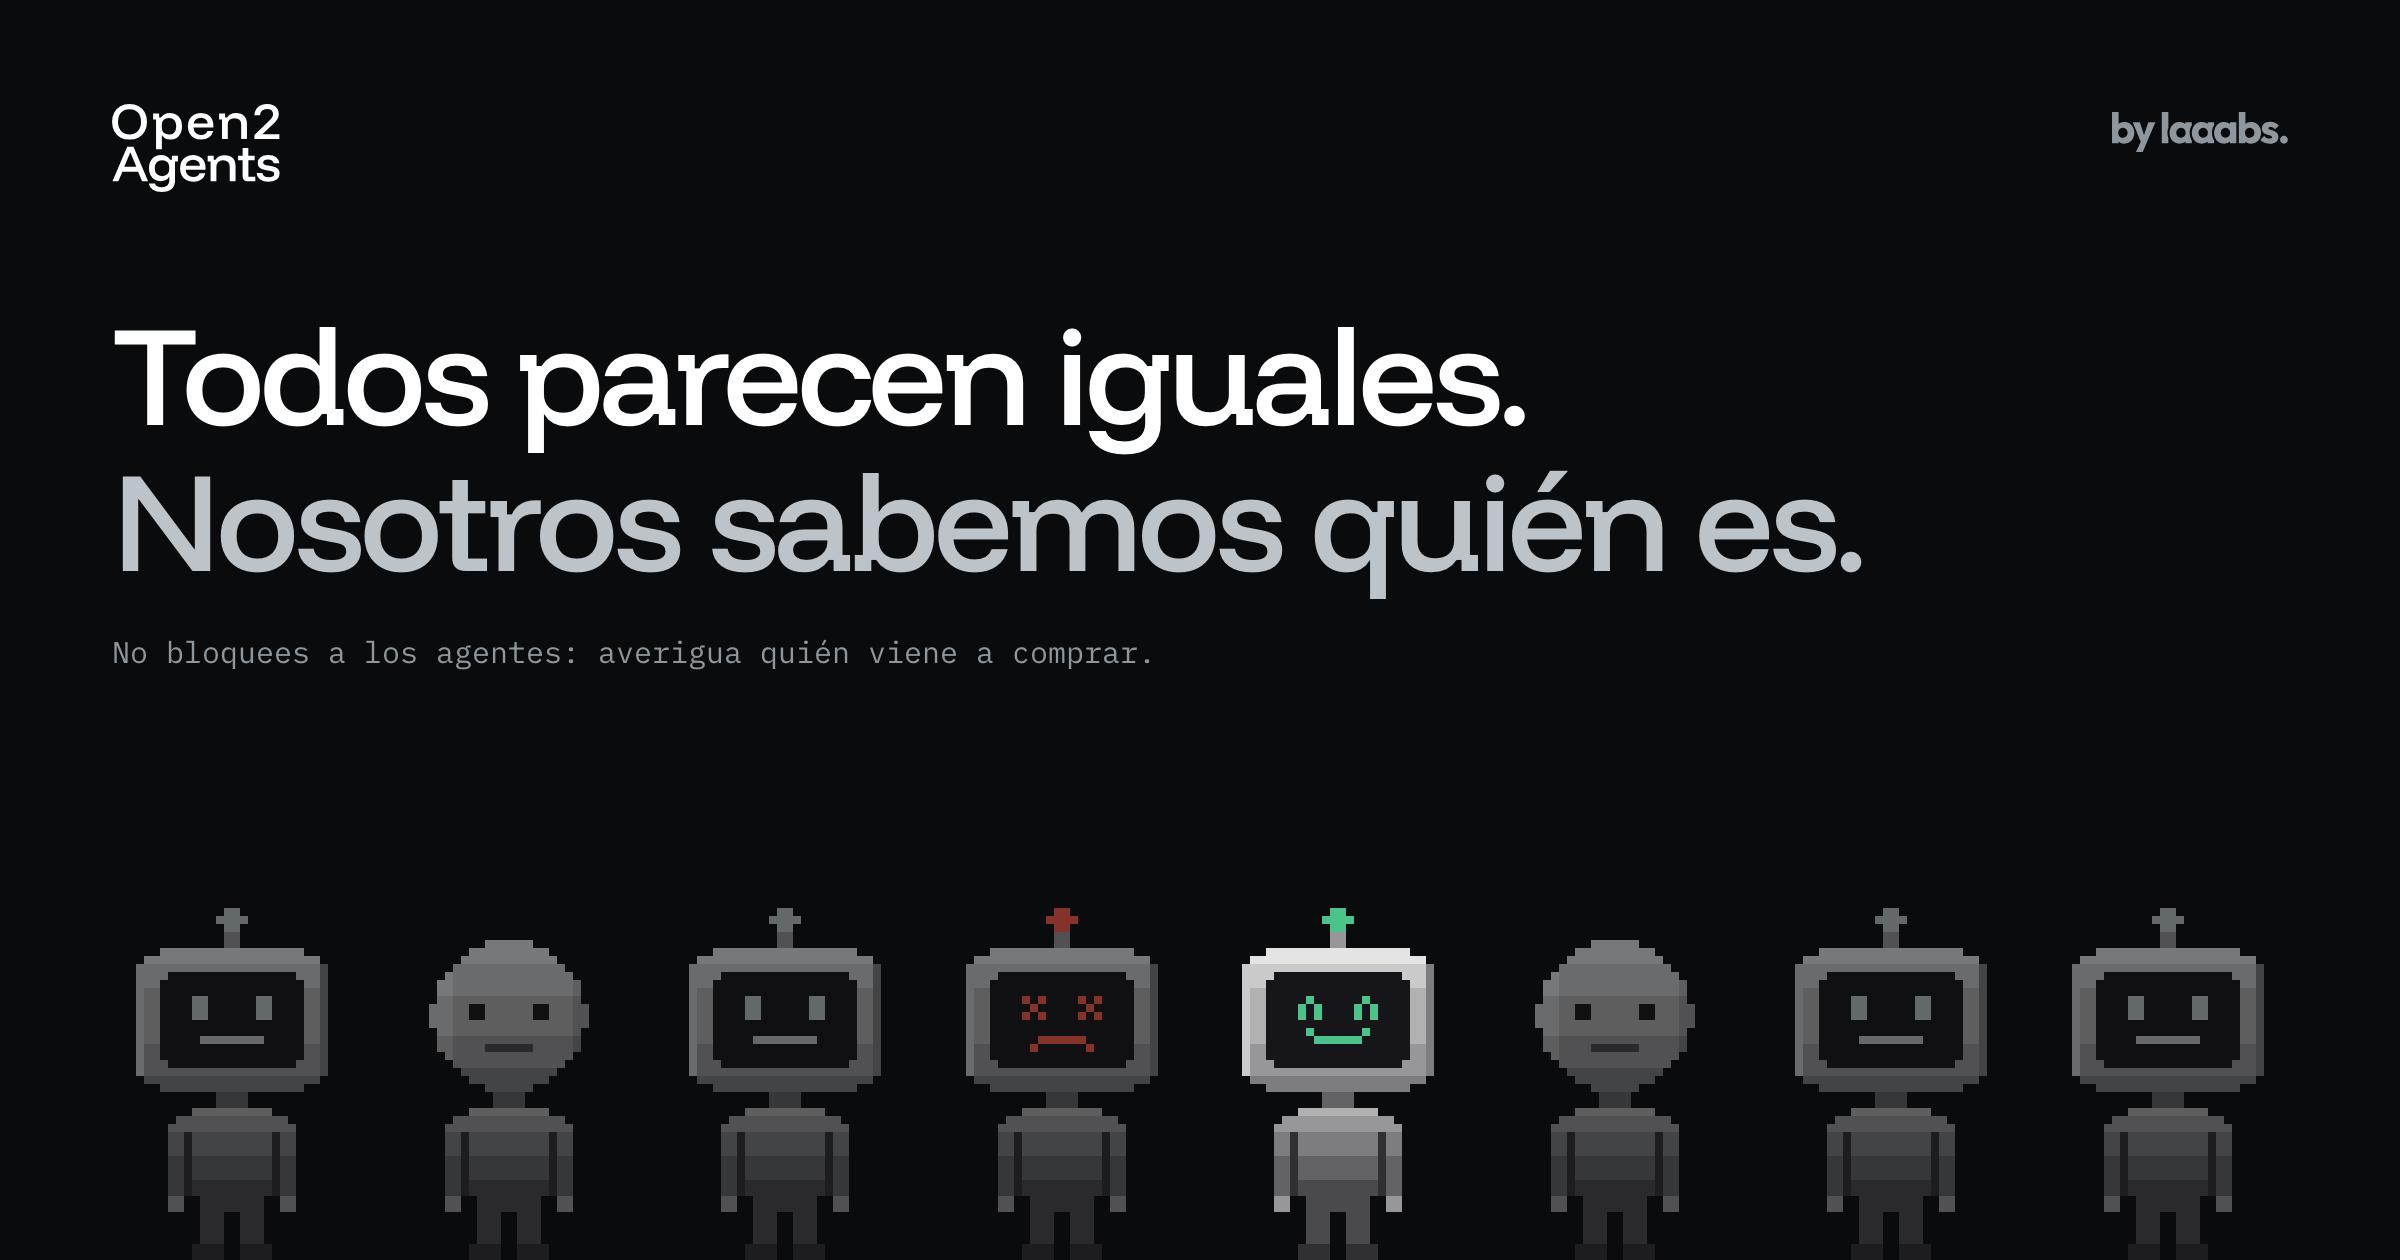 Open2
Agents
by laaabs.
Todos parecen iguales.
Nosotros sabemos quién es.
No bloquees a los agentes: averigua quién viene a comprar.